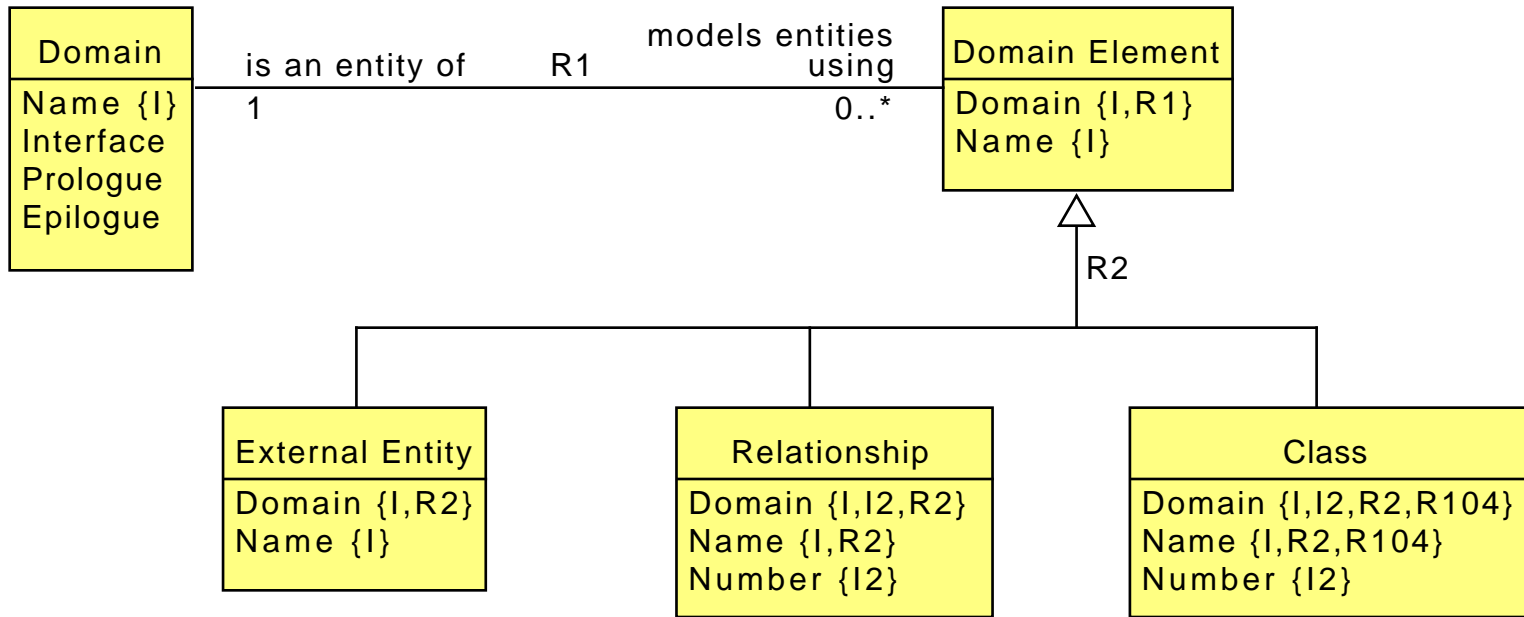 Domain
Name {I}
Interface
Prologue
Epilogue
is an entity of
R1
models entities
using
1
0..*
Domain Element
Domain {I,R1}
Name {I}
R2
External Entity
Domain {I,R2}
Name {I}
Relationship
Domain {I,I2,R2}
Name {I,R2}
Number {I2}
Class
Domain {I,I2,R2,R104}
Name {I,R2,R104}
Number {I2}